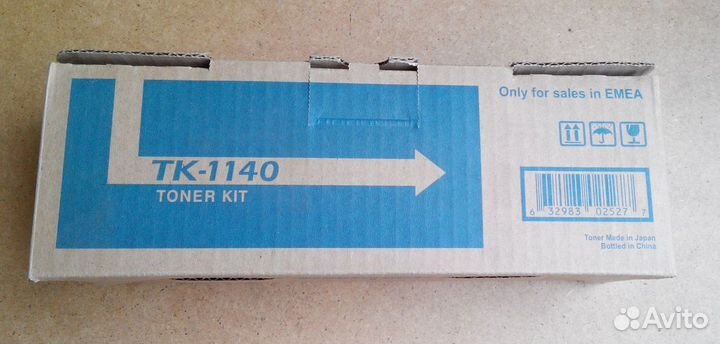 Only for sales in EMEA
TK-1140
TONER KIT
6 32983 02527 7
Toner Made in Japan
Bottled in China
Avito